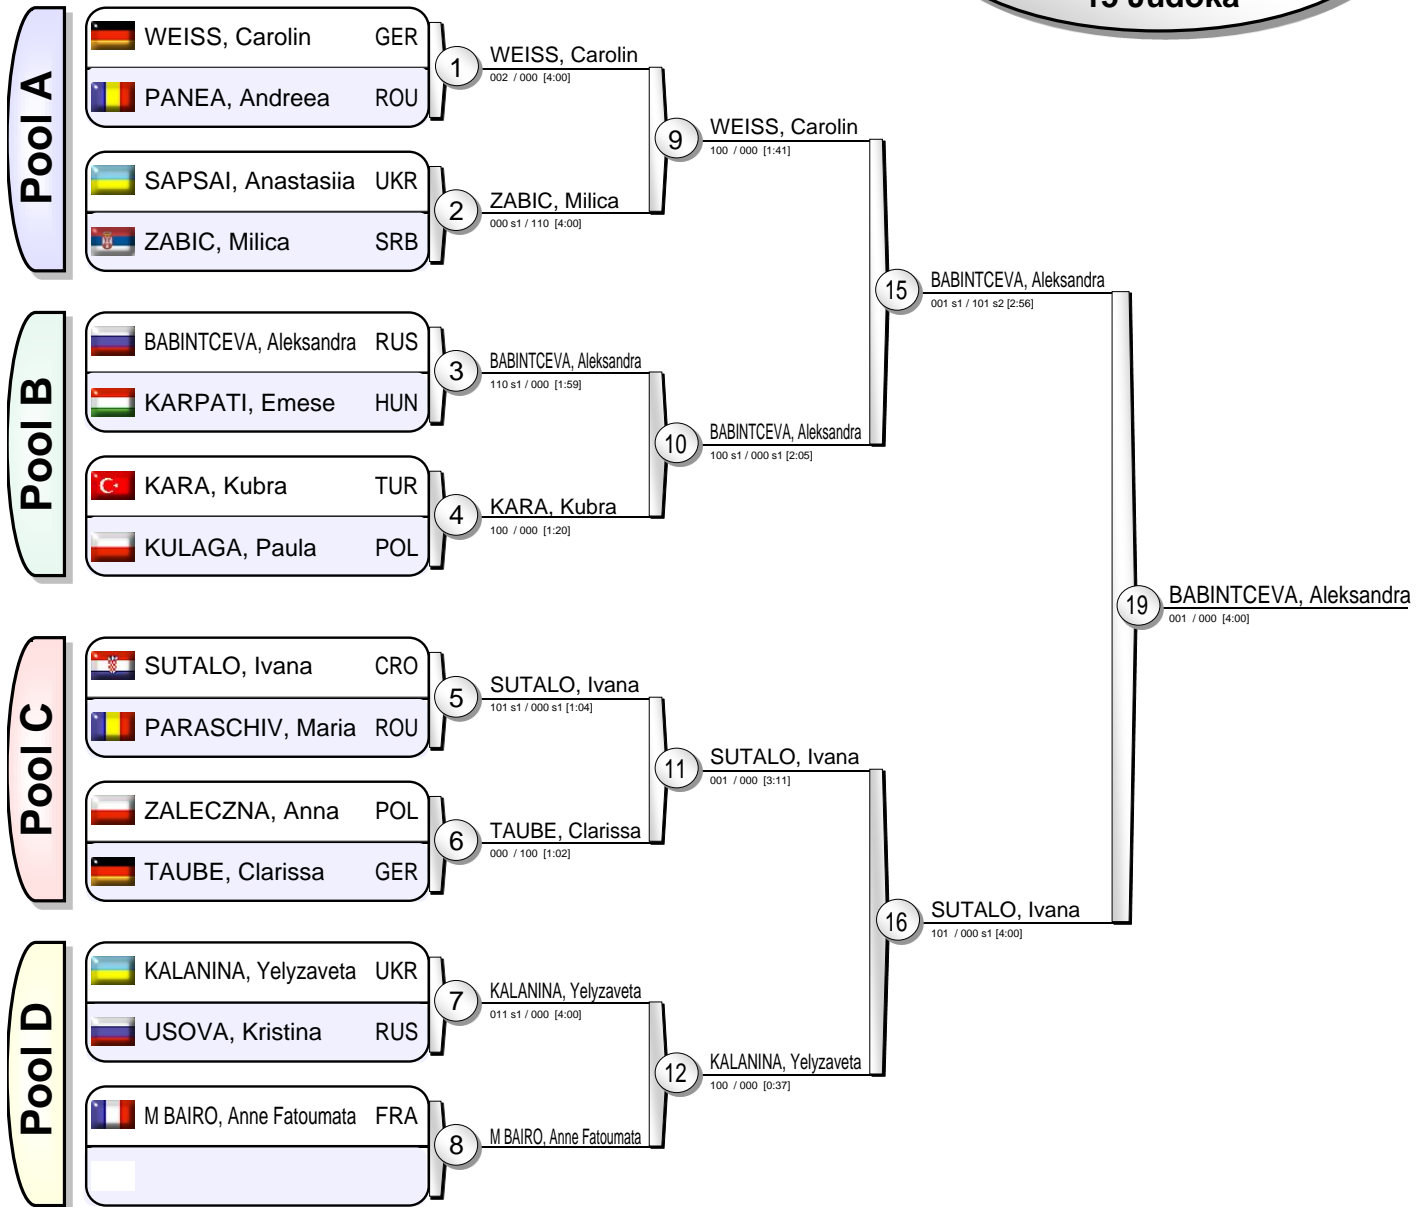 15 Judoka
Pool A
WEISS, Carolin GER
PANEA, Andreea ROU
SAPSAI, Anastasiia UKR
ZABIC, Milica SRB
Pool B
BABINTCEVA, Aleksandra RUS
KARPATI, Emese HUN
KARA, Kubra TUR
KULAGA, Paula POL
Pool C
SUTALO, Ivana CRO
PARASCHIV, Maria ROU
ZALECZNA, Anna POL
TAUBE, Clarissa GER
Pool D
KALANINA, Yelyzaveta UKR
USOVA, Kristina RUS
M BAIRO, Anne Fatoumata FRA
1
WEISS, Carolin
002 / 000 [4:00]
2
ZABIC, Milica
000 s1 / 110 [4:00]
3
BABINTCEVA, Aleksandra
110 s1 / 000 [1:59]
4
KARA, Kubra
100 / 000 [1:20]
5
SUTALO, Ivana
101 s1 / 000 s1 [1:04]
6
TAUBE, Clarissa
000 / 100 [1:02]
7
KALANINA, Yelyzaveta
011 s1 / 000 [4:00]
8
M BAIRO, Anne Fatoumata
9
WEISS, Carolin
100 / 000 [1:41]
10
BABINTCEVA, Aleksandra
100 s1 / 000 s1 [2:05]
11
SUTALO, Ivana
001 / 000 [3:11]
12
KALANINA, Yelyzaveta
100 / 000 [0:37]
15
BABINTCEVA, Aleksandra
001 s1 / 101 s2 [2:56]
16
SUTALO, Ivana
101 / 000 s1 [4:00]
19
BABINTCEVA, Aleksandra
001 / 000 [4:00]